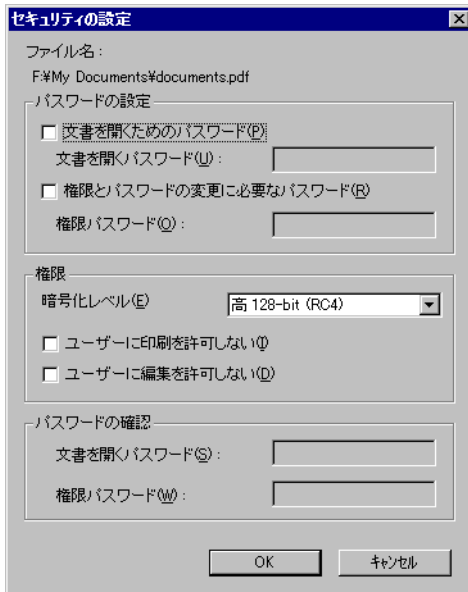 セキュリティの設定
ファイル名：
F:¥My Documents¥documents.pdf
パスワードの設定
文書を開くためのパスワード(P)
文書を開くパスワード(U)：
権限とパスワードの変更に必要なパスワード(R)
権限パスワード(O)：
権限
暗号化レベル(E)
高 128-bit (RC4)
ユーザーに印刷を許可しない(I)
ユーザーに編集を許可しない(D)
パスワードの確認
文書を開くパスワード(S)：
権限パスワード(W)：
OK
キャンセル